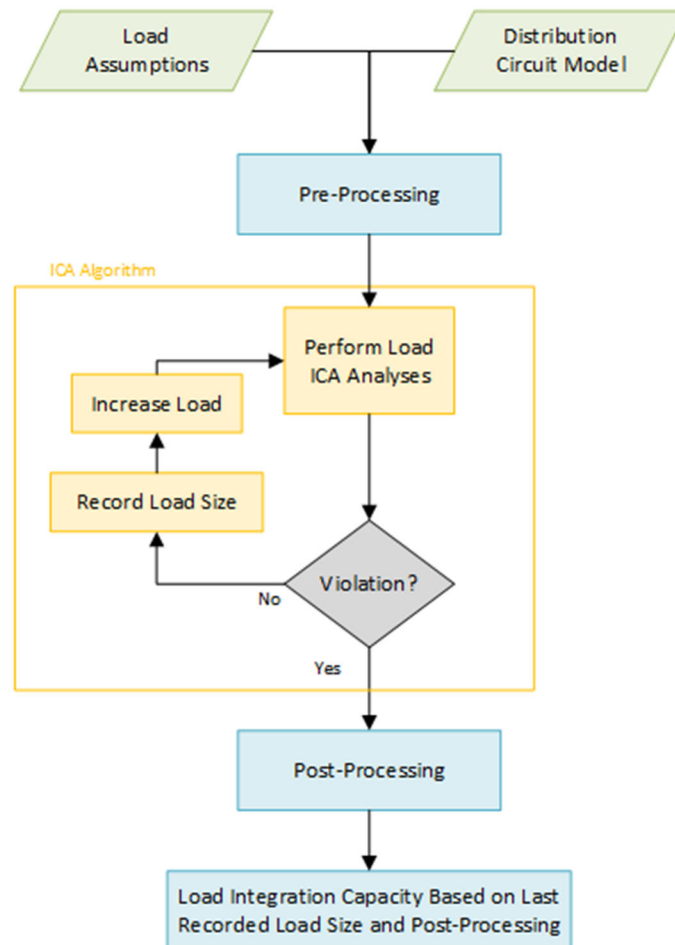 Load
Assumptions
Distribution
Circuit Model
Pre-Processing
ICA Algorithm
Perform Load
ICA Analyses
Increase Load
Record Load Size
Violation?
No
Yes
Post-Processing
Load Integration Capacity Based on Last
Recorded Load Size and Post-Processing